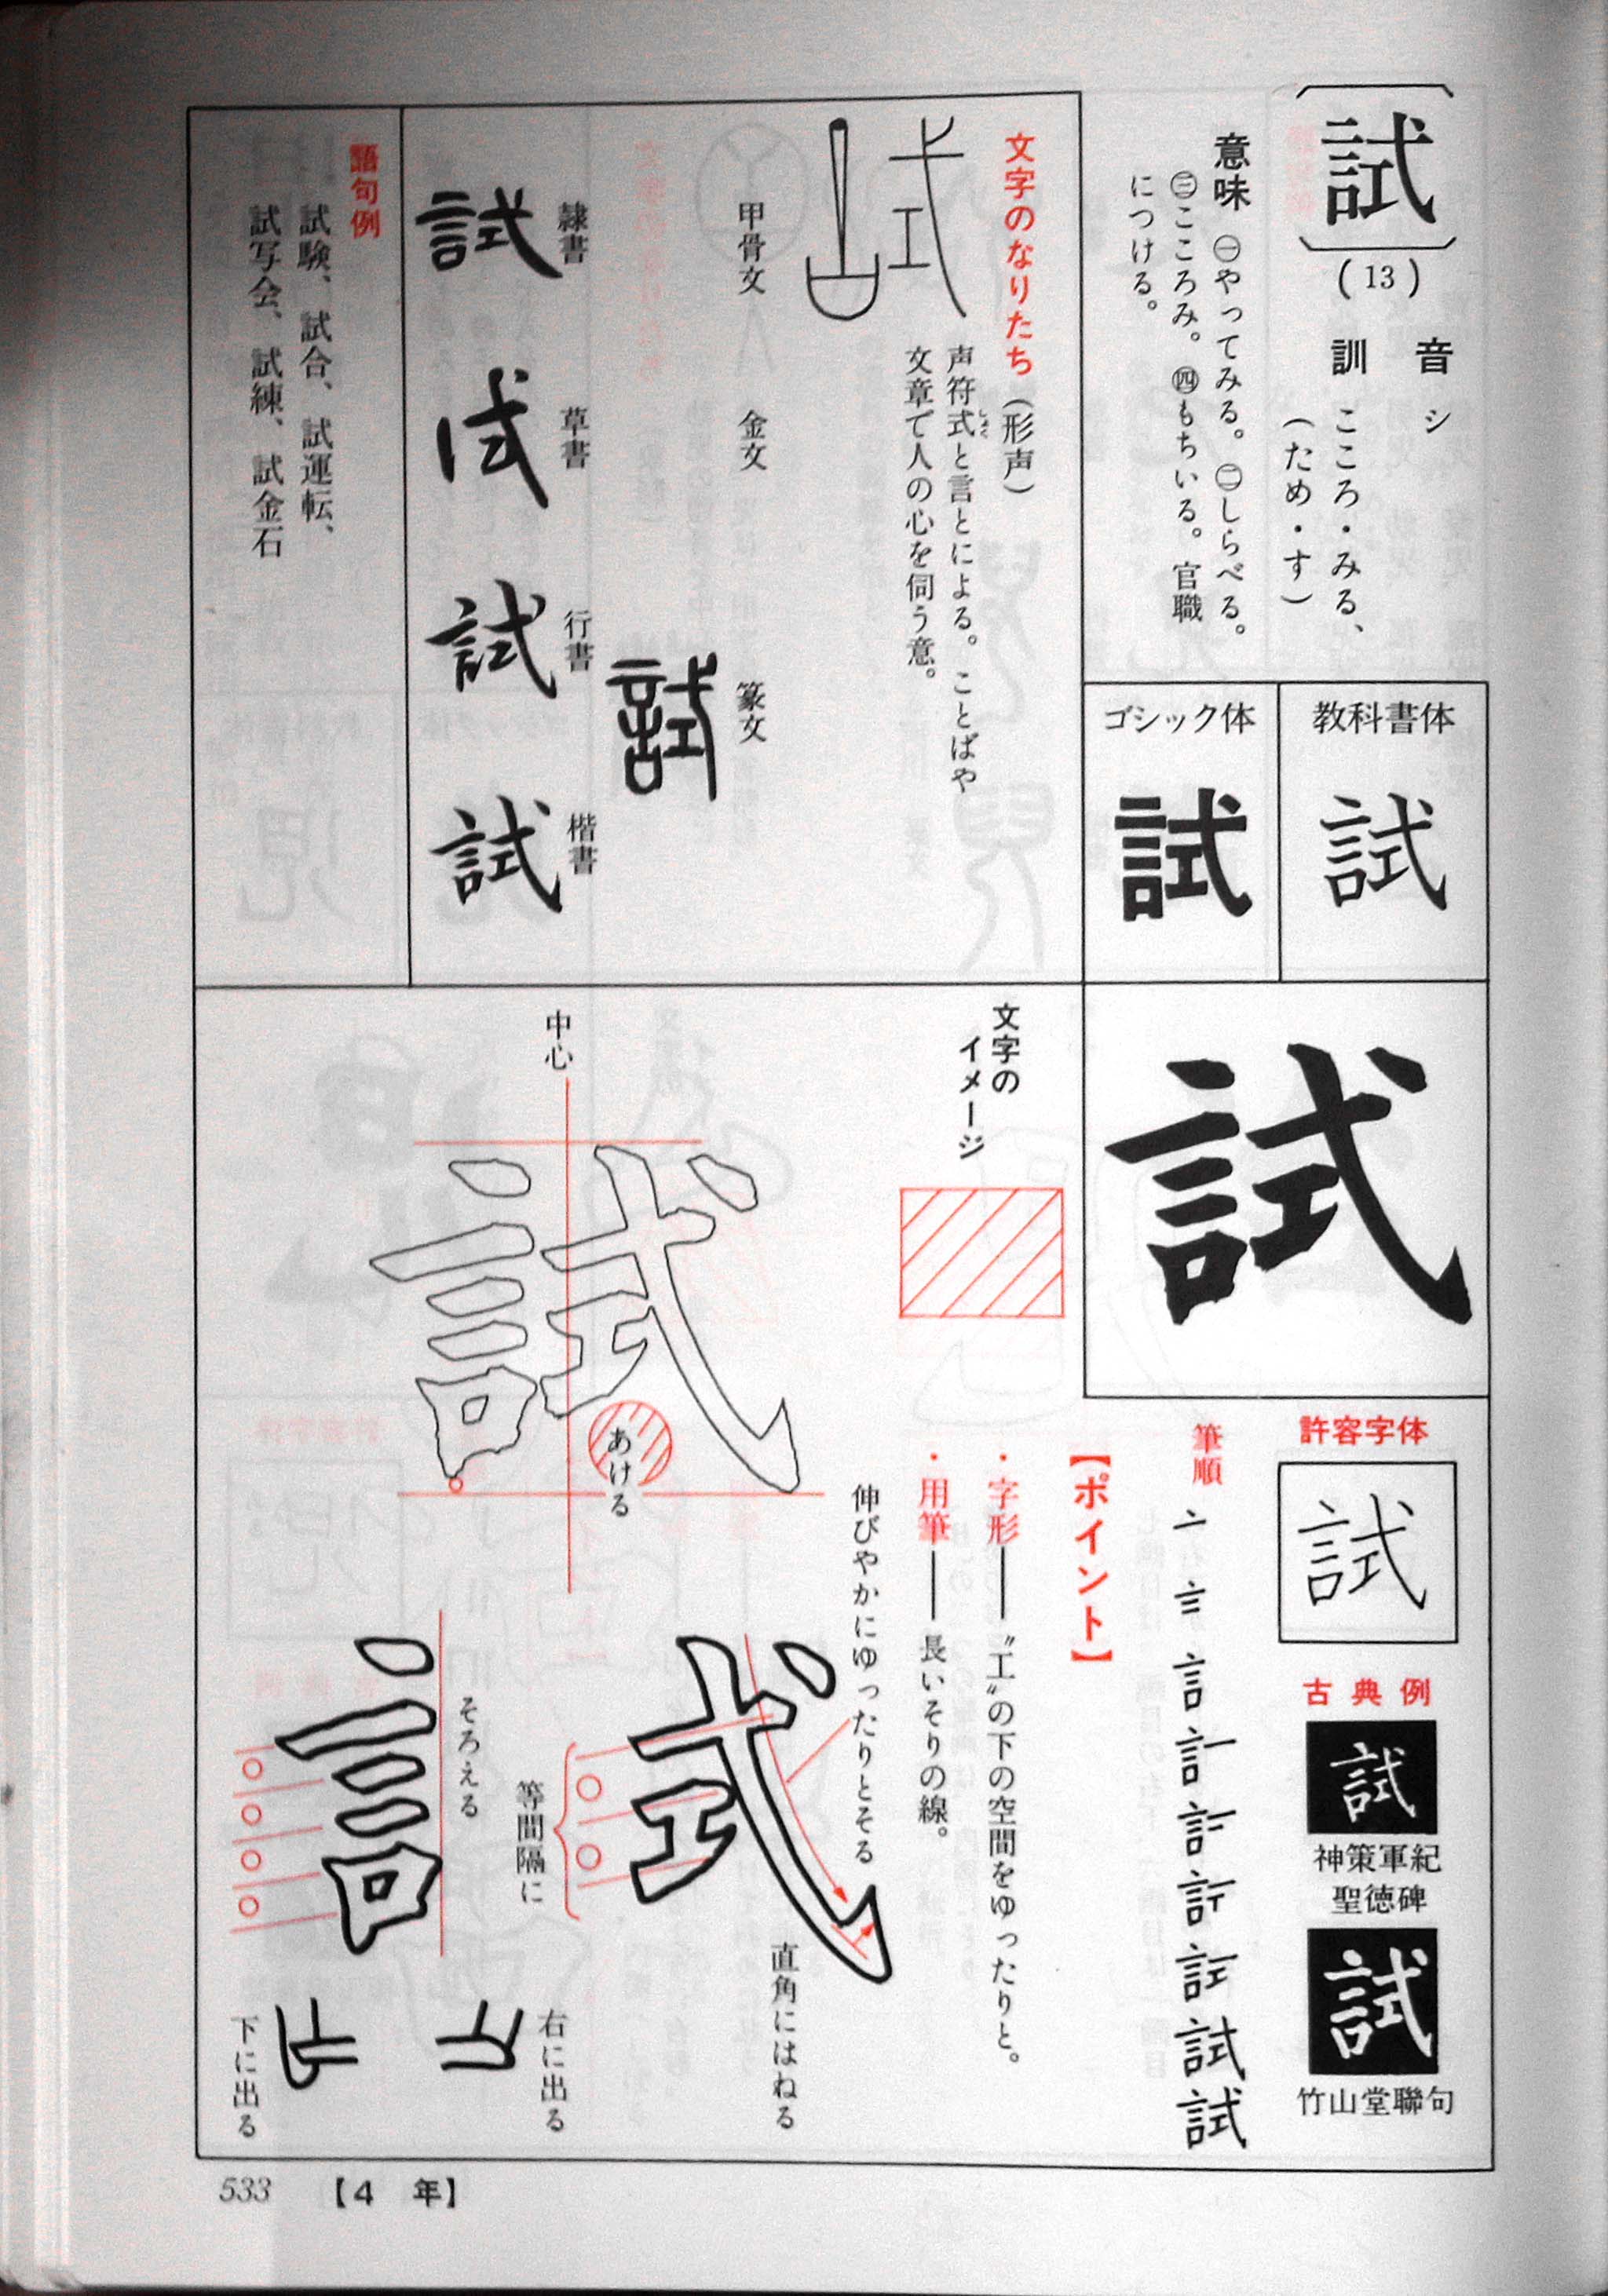 試
(13)
音 シ
訓 こころ・みる、
(ため・す)
意味 ㊀やってみる。㊁しらべる。
㊂こころみ。㊃もちいる。官職
につける。
教科書体
試
ゴシック体
試
試
許容字体
試
古典例
試
神策軍紀
聖徳碑
試
竹山堂聯句
筆順
試
文字のなりたち(形声)
声符式と言とによる。ことばや
しょく
文章で人の心を伺う意。
甲骨文
金文
篆文
試
隷書
試
草書
試
行書
試
楷書
試
語句例
試験、試合、試運転、
試写会、試練、試金石
文字の
イメージ
【ポイント】
・字形――〝工〟の下の空間をゆったりと。
・用筆――長いそりの線。
伸びやかにゆったりとそる
中心
試
あける
式
等間隔に
直角にはねる
言
そろえる
右に出る
下に出る
533 【4 年】